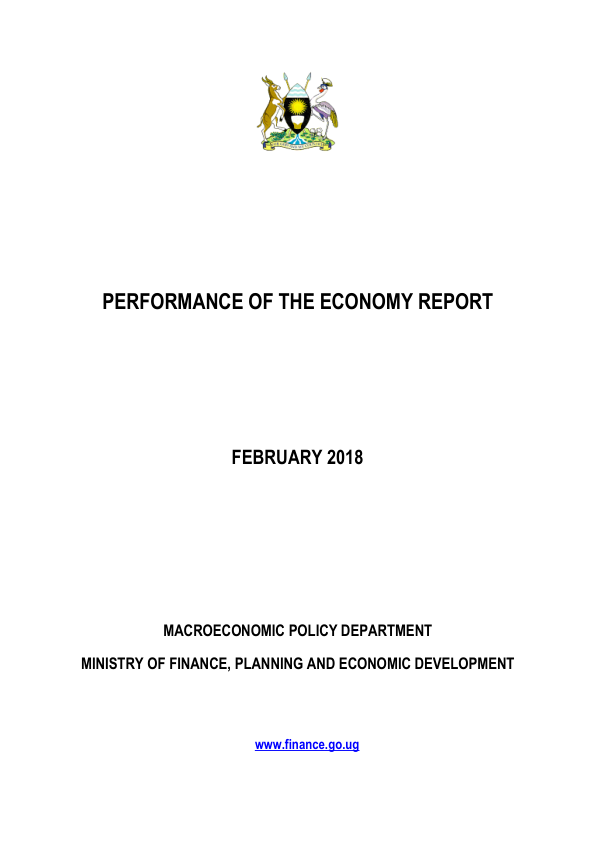 PERFORMANCE OF THE ECONOMY REPORT
FEBRUARY 2018
MACROECONOMIC POLICY DEPARTMENT
MINISTRY OF FINANCE, PLANNING AND ECONOMIC DEVELOPMENT
www.finance.go.ug